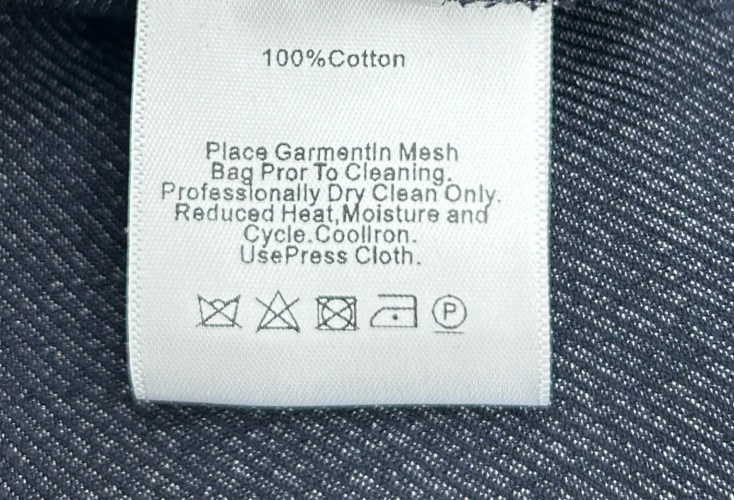 100%Cotton
Place GarmentIn Mesh
Bag Pror To Cleaning.
Professionally Dry Clean Only.
Reduced Heat,Moisture and
Cycle.CoolIron.
UsePress Cloth.
P